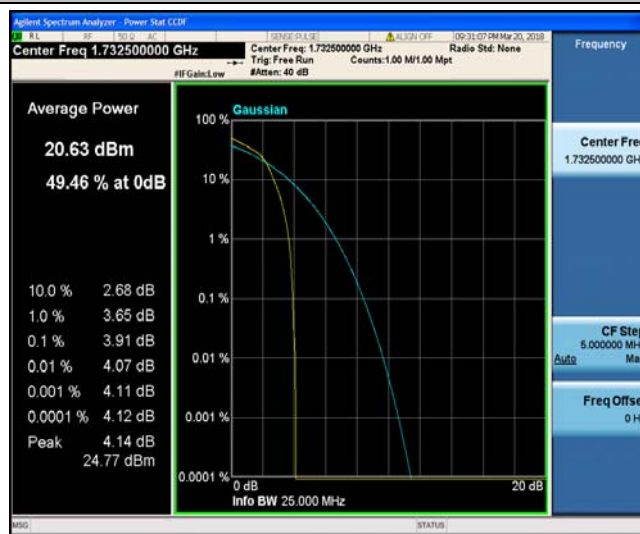 Agilent Spectrum Analyzer - Power Stat CCDF
RL RF 50 Ω AC SENSE:PULSE ALIGN OFF 09:31:07 PM Mar 20, 2018
Center Freq 1.732500000 GHz
Center Freq: 1.732500000 GHz Radio Std: None
Trig: Free Run Counts:1.00 M/1.00 Mpt
#IFGain:Low #Atten: 40 dB
Frequency
Average Power
20.63 dBm
49.46 % at 0dB
10.0 % 2.68 dB
1.0 % 3.65 dB
0.1 % 3.91 dB
0.01 % 4.07 dB
0.001 % 4.11 dB
0.0001 % 4.12 dB
Peak 4.14 dB
24.77 dBm
Gaussian
100 %
10 %
1 %
0.1 %
0.01 %
0.001 %
0.0001 %
0 dB 20 dB
Info BW 25.000 MHz
Center Fre
1.732500000 GH
CF Step
5.000000 MH
Auto Ma
Freq Offse
0 H
MSG STATUS